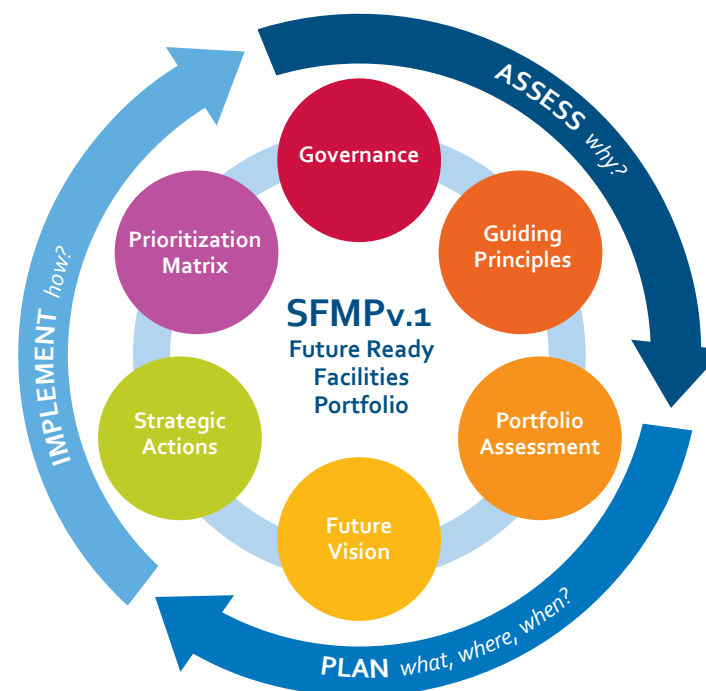 ASSESS why?
Governance
Guiding
Principles
Prioritization
Matrix
SFMPv.1
Future Ready
Facilities
Portfolio
IMPLEMENT how?
Strategic
Actions
Portfolio
Assessment
Future
Vision
PLAN what, where, when?